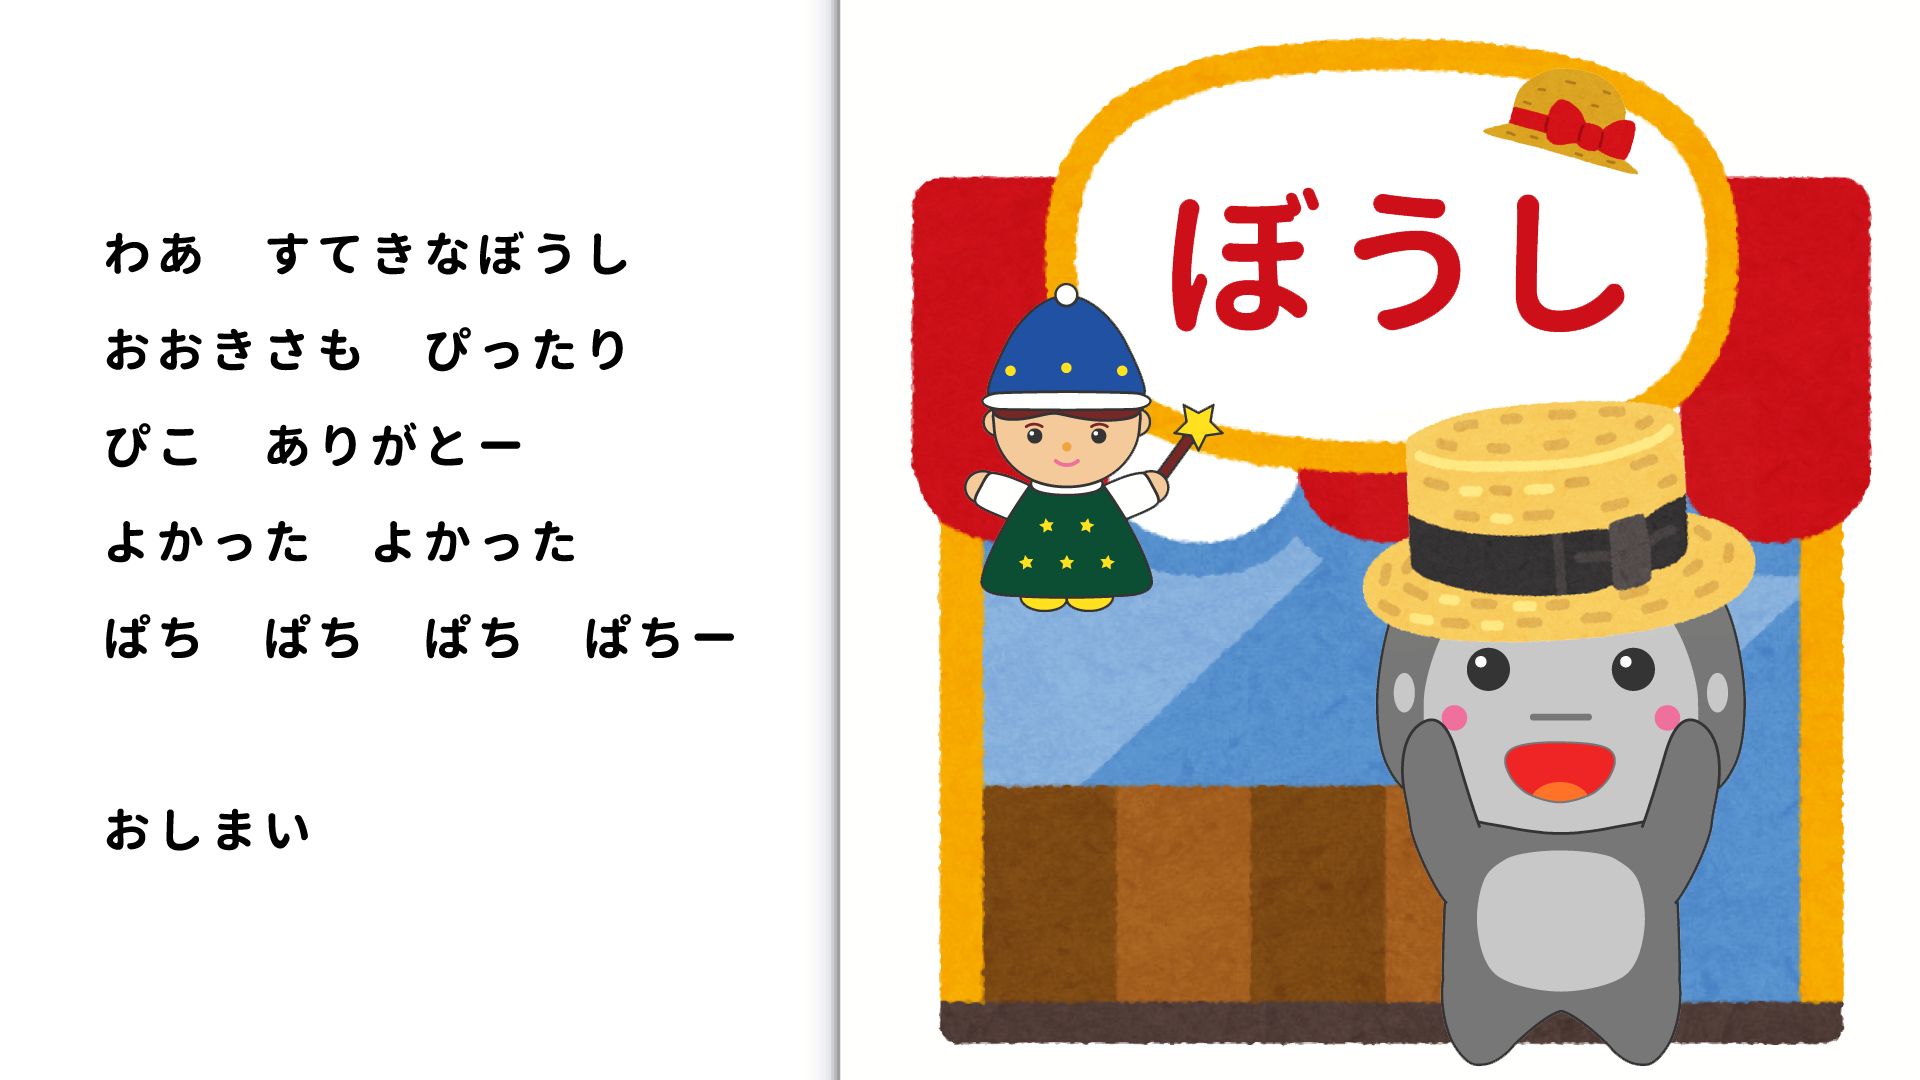 わあ　すてきなぼうし
おおきさも　ぴったり
ぴこ　ありがとー
よかった　よかった
ぱち　ぱち　ぱち　ぱちー
おしまい
ぼうし